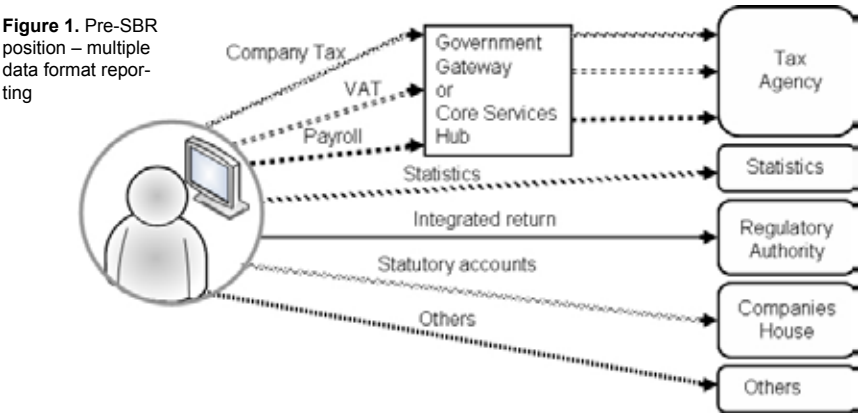 Figure 1. Pre-SBR
position – multiple
data format repor-
ting
Company Tax
VAT
Payroll
Government
Gateway
or
Core Services
Hub
Tax
Agency
Statistics
Statistics
Integrated return
Regulatory
Authority
Statutory accounts
Companies
House
Others
Others